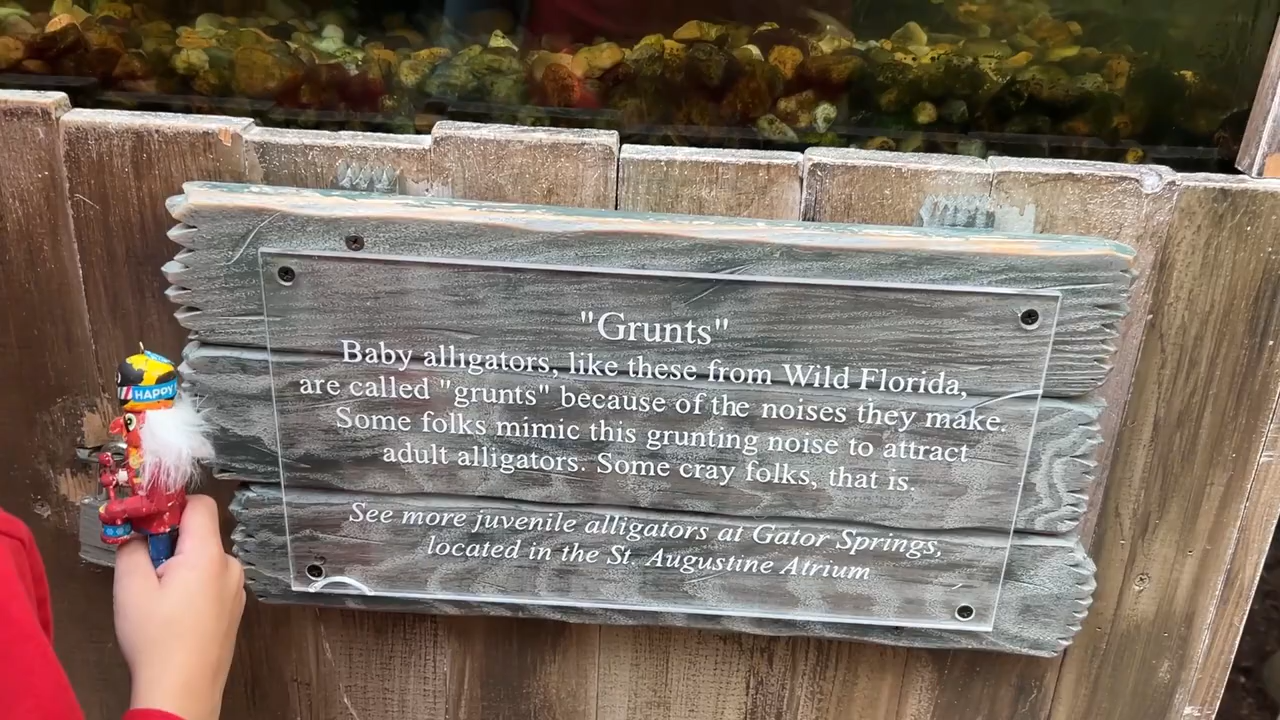 "Grunts"
Baby alligators, like these from Wild Florida,
are called "grunts" because of the noises they make.
Some folks mimic this grunting noise to attract
adult alligators. Some cray folks, that is.
See more juvenile alligators at Gator Springs,
located in the St. Augustine Atrium
HAPPY